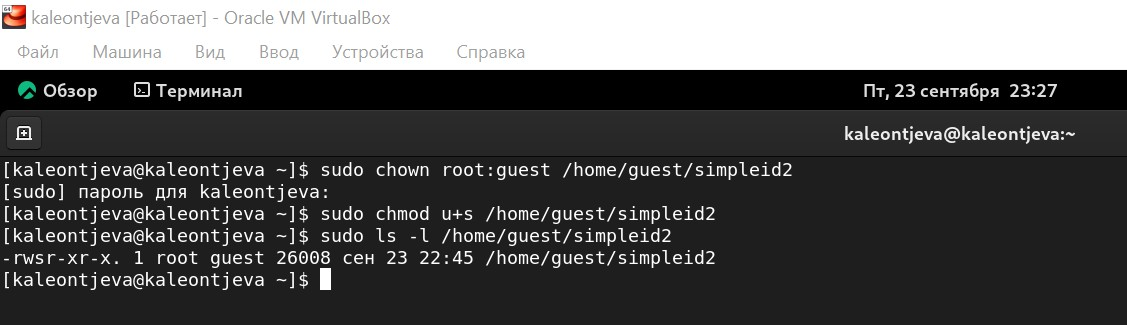 64
kaleontjeva [Работает] - Oracle VM VirtualBox
Файл Машина Вид Ввод Устройства Справка
Обзор Терминал Пт, 23 сентября 23:27
kaleontjeva@kaleontjeva:~
[kaleontjeva@kaleontjeva ~]$ sudo chown root:guest /home/guest/simpleid2
[sudo] пароль для kaleontjeva:
[kaleontjeva@kaleontjeva ~]$ sudo chmod u+s /home/guest/simpleid2
[kaleontjeva@kaleontjeva ~]$ sudo ls -l /home/guest/simpleid2
-rwsr-xr-x. 1 root guest 26008 сен 23 22:45 /home/guest/simpleid2
[kaleontjeva@kaleontjeva ~]$